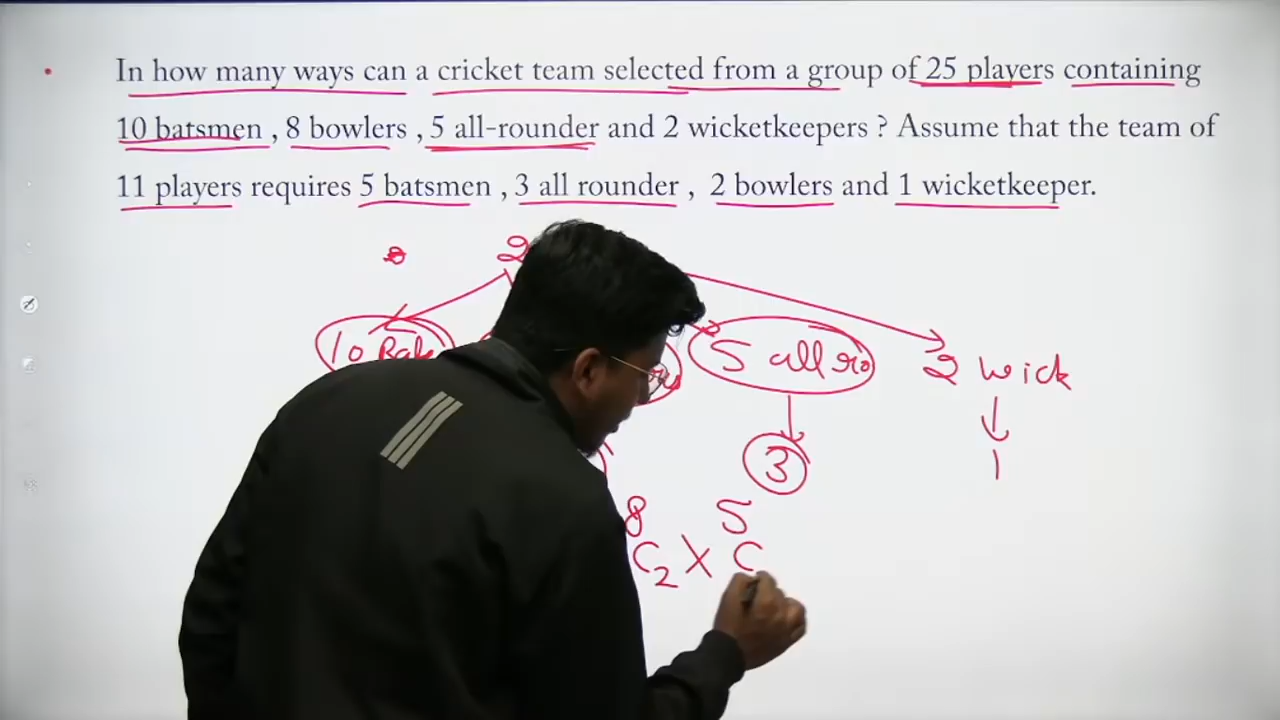 In how many ways can a cricket team selected from a group of 25 players containing
10 batsmen , 8 bowlers , 5 all-rounder and 2 wicketkeepers ? Assume that the team of
11 players requires 5 batsmen , 3 all rounder , 2 bowlers and 1 wicketkeeper.
2
10 5 all ro 2 wick
3 1
8 5
C2 X C